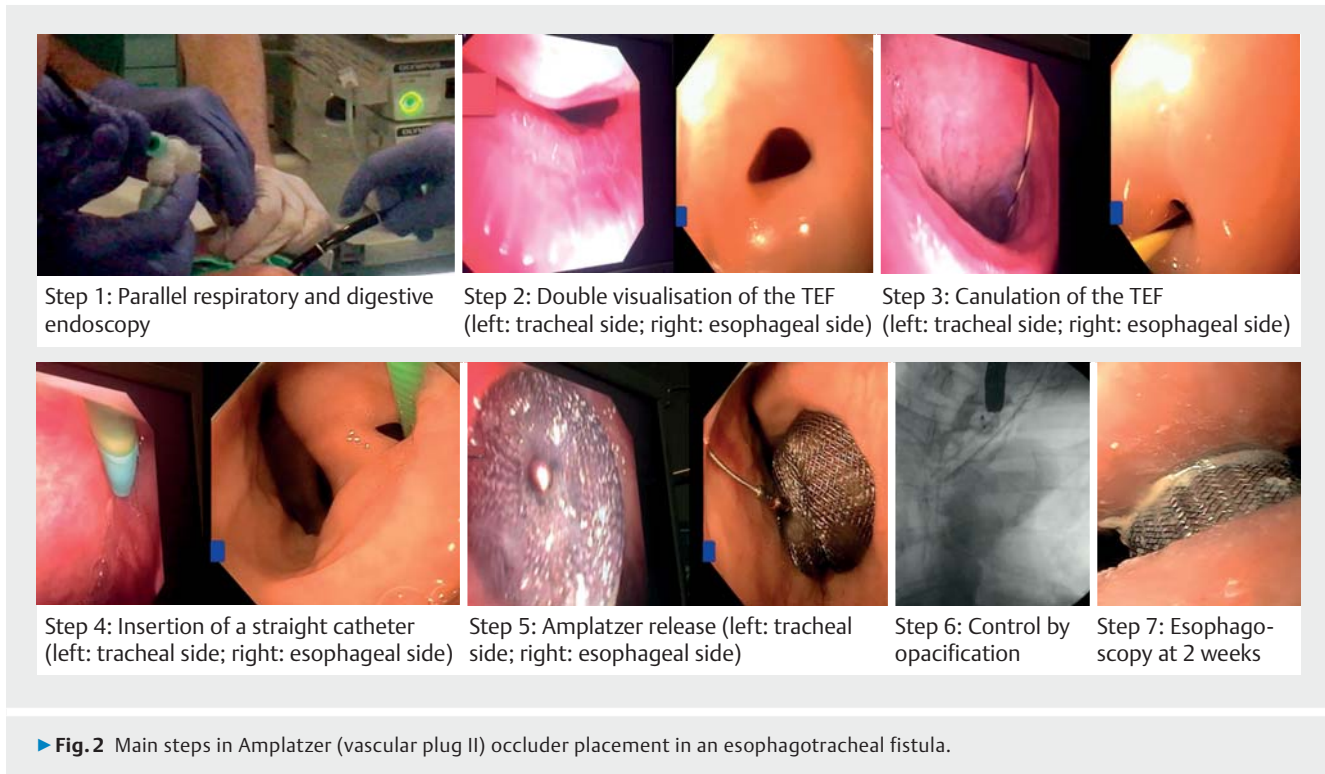 OLYMPUS
OLYMPUS
Step 1: Parallel respiratory and digestive
endoscopy
Step 2: Double visualisation of the TEF
(left: tracheal side; right: esophageal side)
Step 3: Canulation of the TEF
(left: tracheal side; right: esophageal side)
Step 4: Insertion of a straight catheter
(left: tracheal side; right: esophageal side)
Step 5: Amplatzer release (left: tracheal
side; right: esophageal side)
Step 6: Control by
opacification
Step 7: Esophago-
scopy at 2 weeks
▶ Fig. 2 Main steps in Amplatzer (vascular plug II) occluder placement in an esophagotracheal fistula.